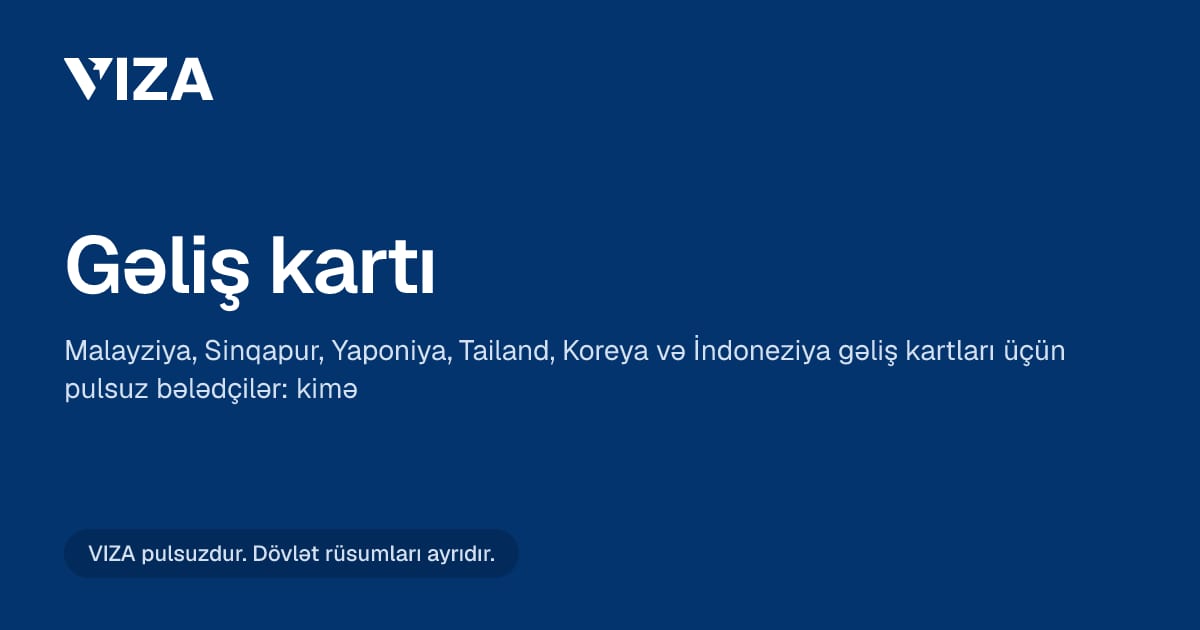 VIZA
Gəliş kartı
Malayziya, Sinqapur, Yaponiya, Tailand, Koreya və İndoneziya gəliş kartları üçün
pulsuz bələdçilər: kimə
VIZA pulsuzdur. Dövlət rüsumları ayrıdır.